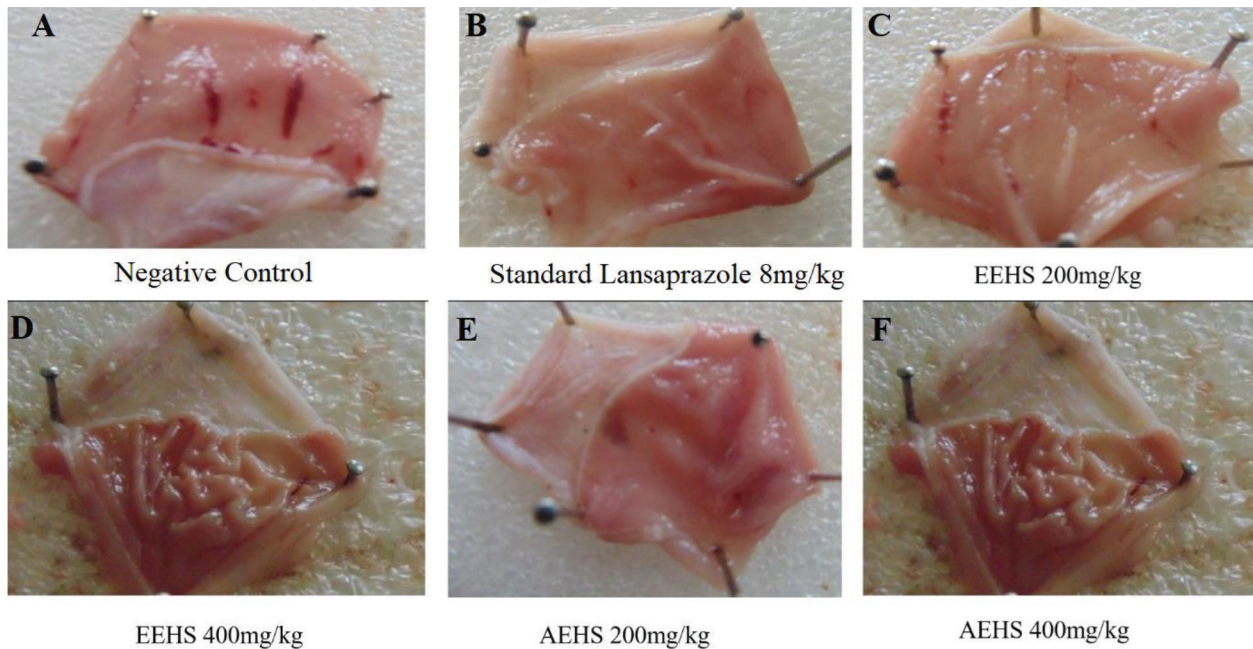 A
B
C
Negative Control
Standard Lansaprazole 8mg/kg
EEHS 200mg/kg
D
E
F
EEHS 400mg/kg
AEHS 200mg/kg
AEHS 400mg/kg